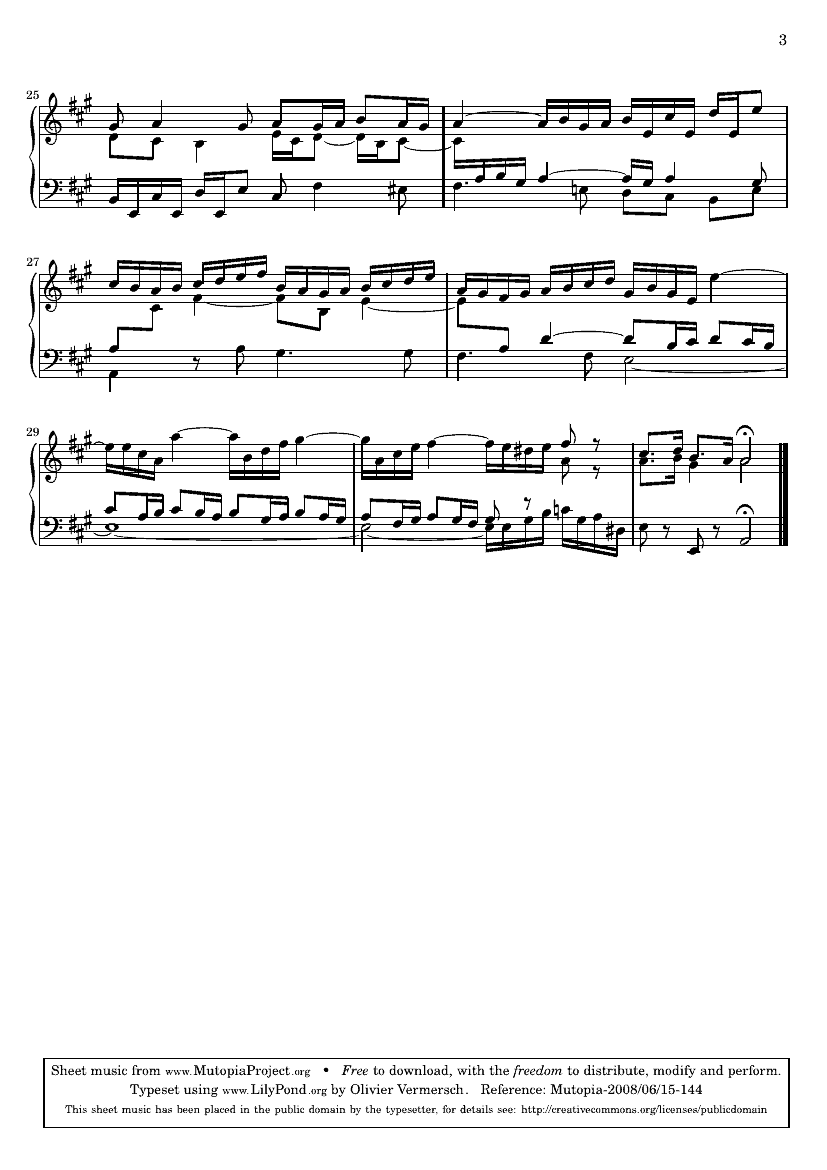 3
25
27
29
Sheet music from www.MutopiaProject.org • Free to download, with the freedom to distribute, modify and perform.
Typeset using www.LilyPond.org by Olivier Vermersch. Reference: Mutopia-2008/06/15-144
This sheet music has been placed in the public domain by the typesetter, for details see: http://creativecommons.org/licenses/publicdomain